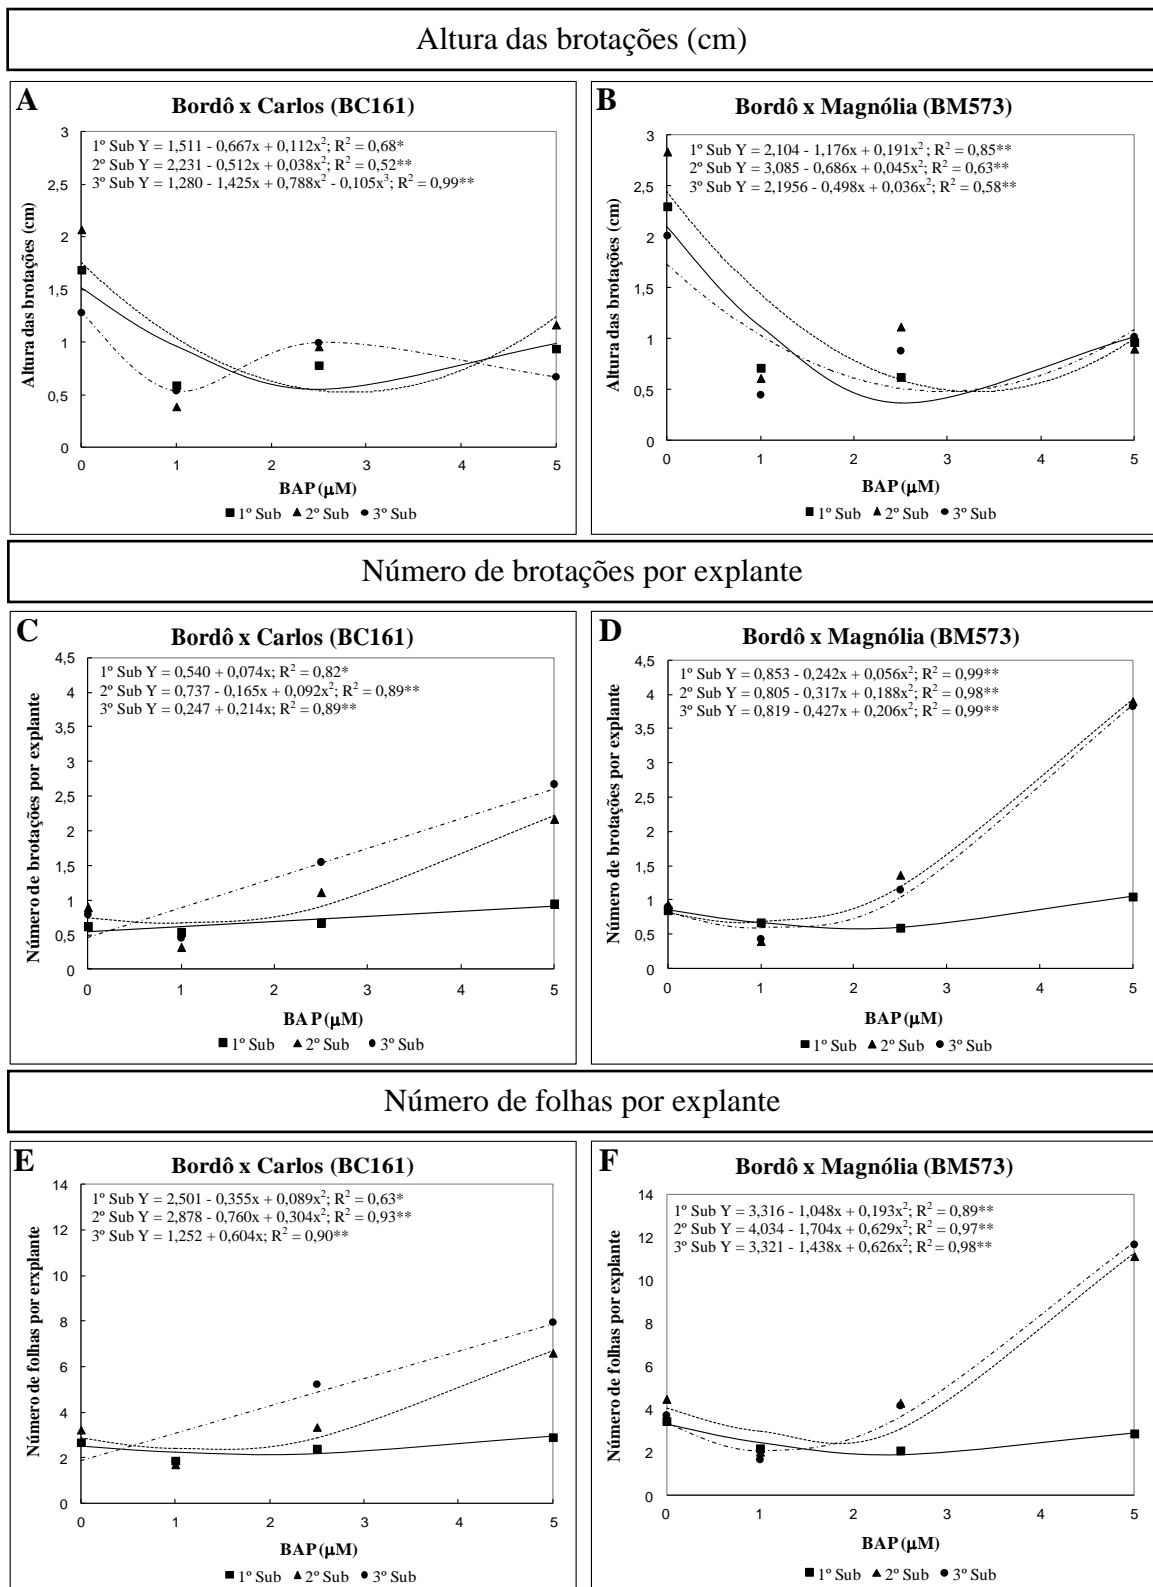 Altura das brotações (cm)
A
Bordô x Carlos (BC161)
1º Sub Y = 1,511 - 0,667x + 0,112x²; R² = 0,68*
2º Sub Y = 2,231 - 0,512x + 0,038x²; R² = 0,52**
3º Sub Y = 1,280 - 1,425x + 0,788x² - 0,105x³; R² = 0,99**
Altura das brotações (cm)
3
2,5
2
1,5
1
0,5
0
0 1 2 3 4 5
BAP (µM)
1º Sub 2º Sub 3º Sub
B
Bordô x Magnólia (BM573)
1º Sub Y = 2,104 - 1,176x + 0,191x²; R² = 0,85**
2º Sub Y = 3,085 - 0,686x + 0,045x²; R² = 0,63**
3º Sub Y = 2,1956 - 0,498x + 0,036x²; R² = 0,58**
Altura das brotações (cm)
3
2,5
2
1,5
1
0,5
0
0 1 2 3 4 5
BAP (µM)
1º Sub 2º Sub 3º Sub
Número de brotações por explante
C
Bordô x Carlos (BC161)
1º Sub Y = 0,540 + 0,074x; R² = 0,82*
2º Sub Y = 0,737 - 0,165x + 0,092x²; R² = 0,89**
3º Sub Y = 0,247 + 0,214x; R² = 0,89**
Número de brotações por explante
4,5
4
3,5
3
2,5
2
1,5
1
0,5
0
0 1 2 3 4 5
BAP (µM)
1º Sub 2º Sub 3º Sub
D
Bordô x Magnólia (BM573)
1º Sub Y = 0,853 - 0,242x + 0,056x²; R² = 0,99**
2º Sub Y = 0,805 - 0,317x + 0,188x²; R² = 0,98**
3º Sub Y = 0,819 - 0,427x + 0,206x²; R² = 0,99**
Número de brotações por explante
4,5
4
3,5
3
2,5
2
1,5
1
0,5
0
0 1 2 3 4 5
BAP (µM)
1º Sub 2º Sub 3º Sub
Número de folhas por explante
E
Bordô x Carlos (BC161)
1º Sub Y = 2,501 - 0,355x + 0,089x²; R² = 0,63*
2º Sub Y = 2,878 - 0,760x + 0,304x²; R² = 0,93**
3º Sub Y = 1,252 + 0,604x; R² = 0,90**
Número de folhas por erxplante
14
12
10
8
6
4
2
0
0 1 2 3 4 5
BAP (µM)
1º Sub 2º Sub 3º Sub
F
Bordô x Magnólia (BM573)
1º Sub Y = 3,316 - 1,048x + 0,193x²; R² = 0,89**
2º Sub Y = 4,034 - 1,704x + 0,629x²; R² = 0,97**
3º Sub Y = 3,321 - 1,438x + 0,626x²; R² = 0,98**
Número de folhas por explante
14
12
10
8
6
4
2
0
0 1 2 3 4 5
BAP (µM)
1º Sub 2º Sub 3º Sub